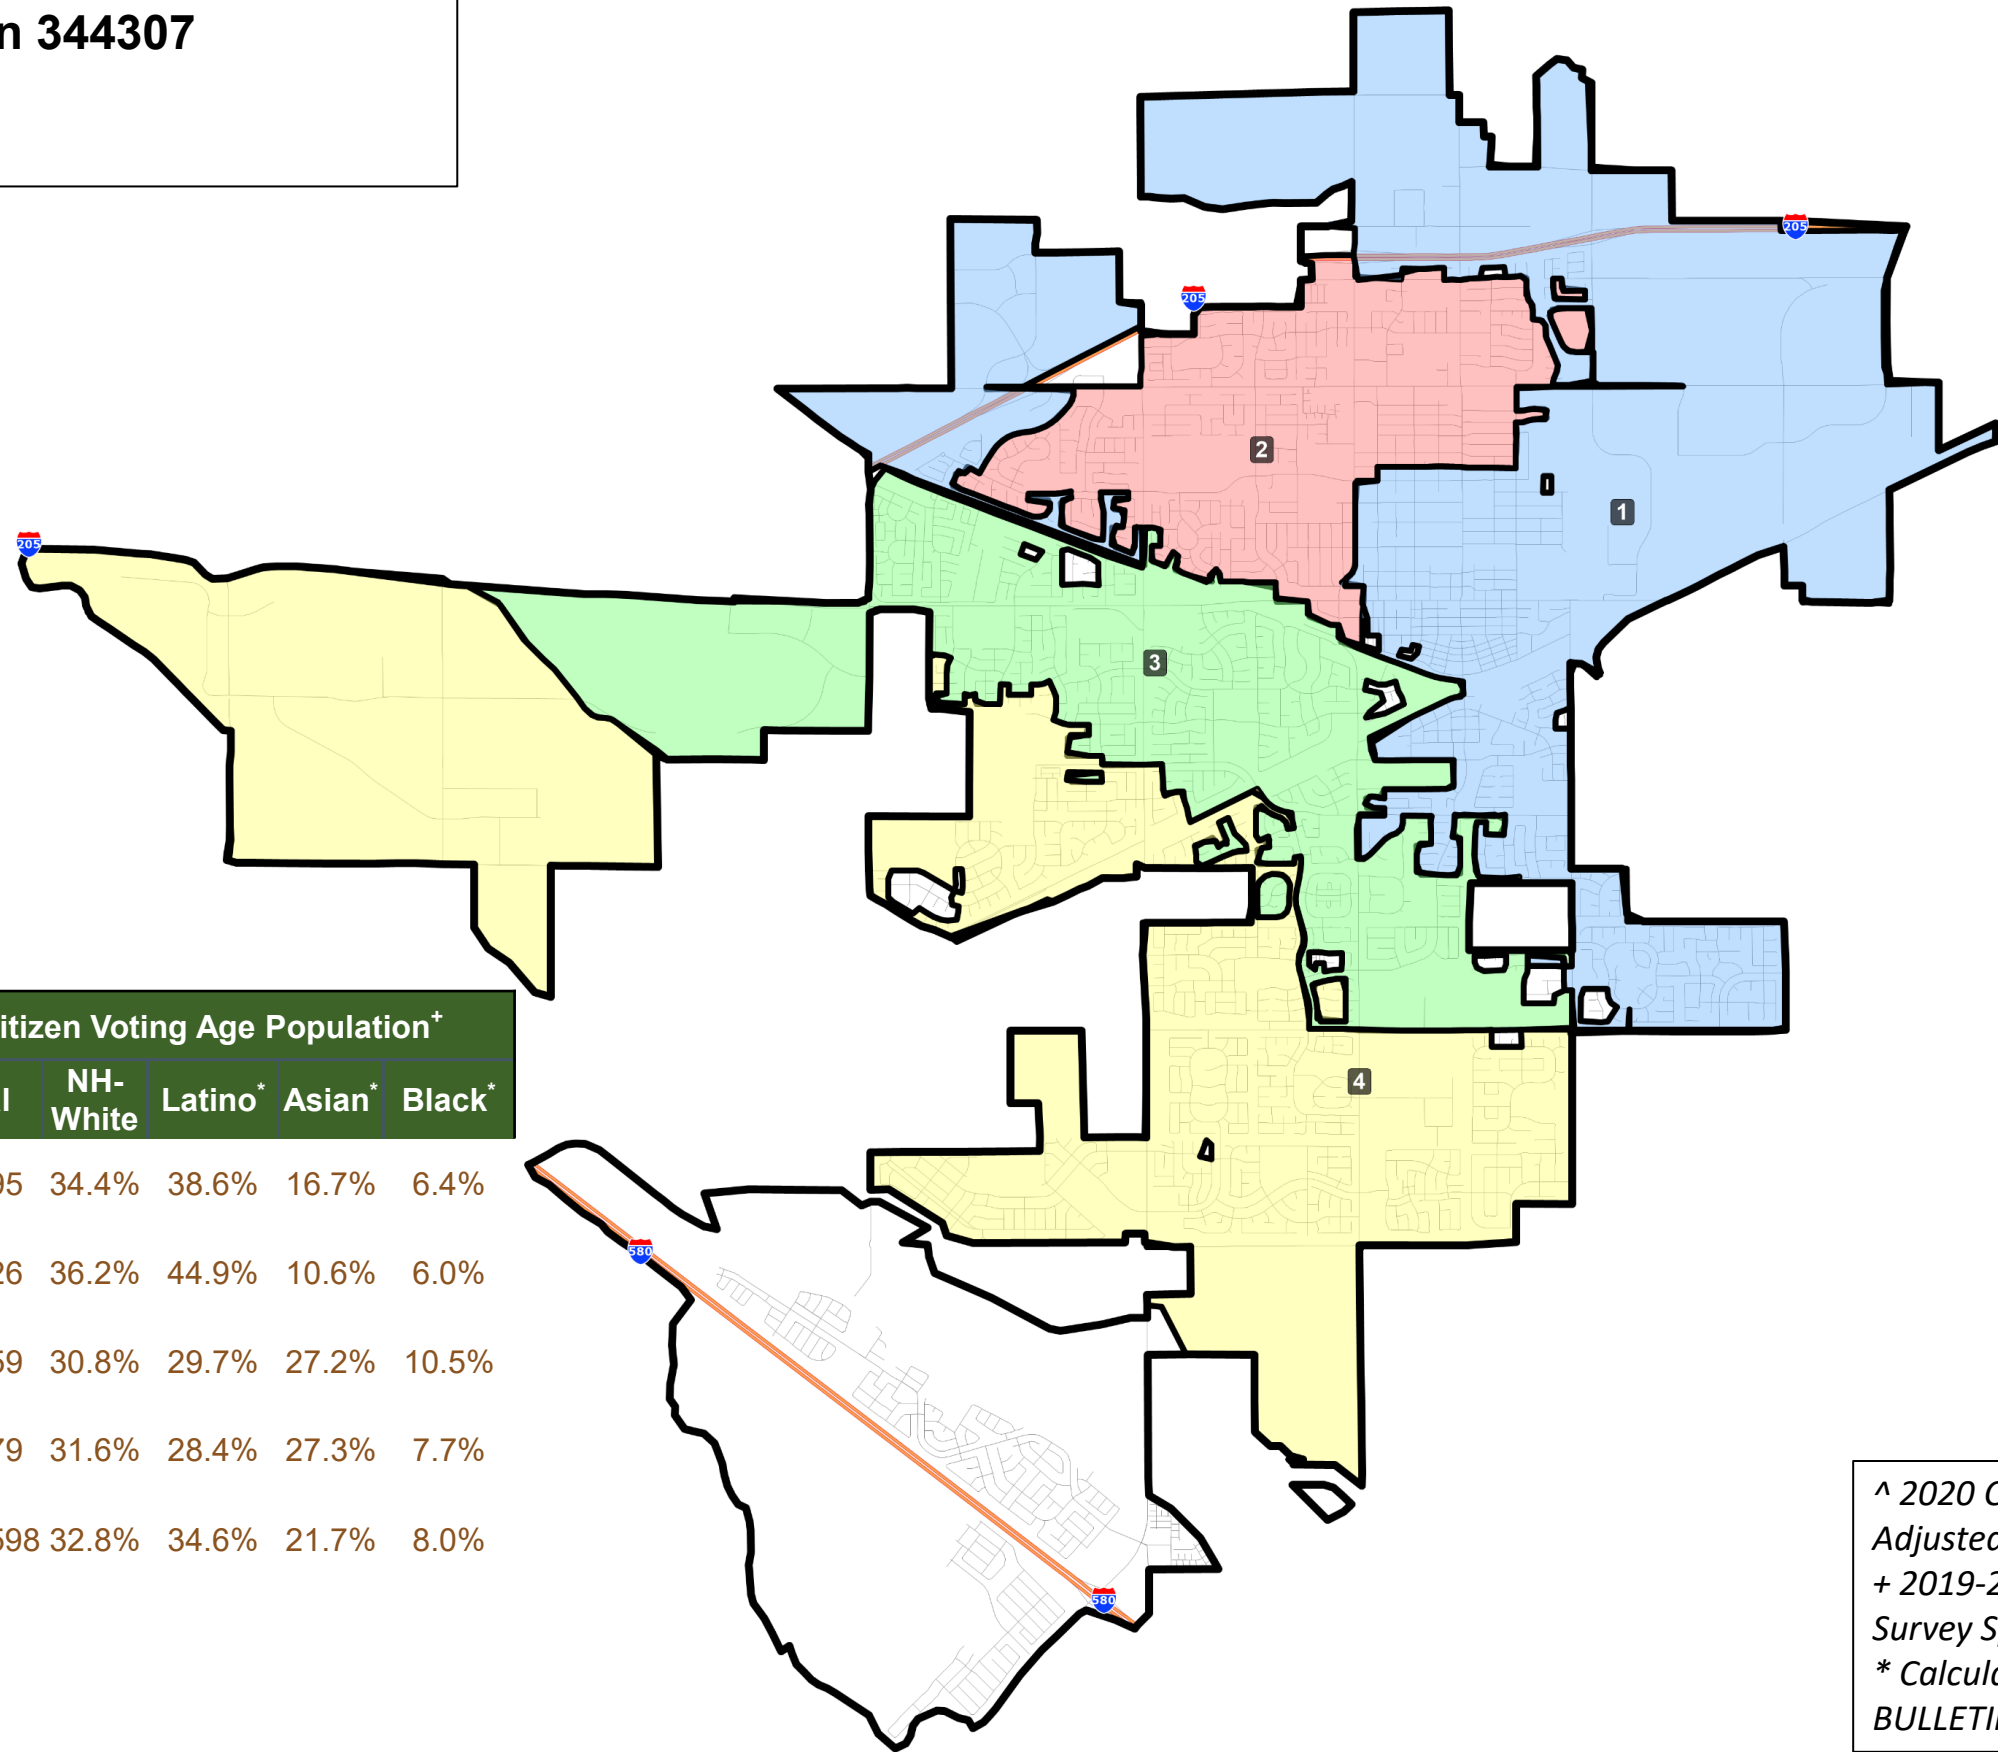 n 344307
205
205
2
1
205
3
itizen Voting Age Population+
l NH-White Latino* Asian* Black*
95 34.4% 38.6% 16.7% 6.4%
26 36.2% 44.9% 10.6% 6.0%
59 30.8% 29.7% 27.2% 10.5%
79 31.6% 28.4% 27.3% 7.7%
598 32.8% 34.6% 21.7% 8.0%
4
580
580
^ 2020 C
Adjusted
+ 2019-2
Survey S
* Calcula
BULLETI